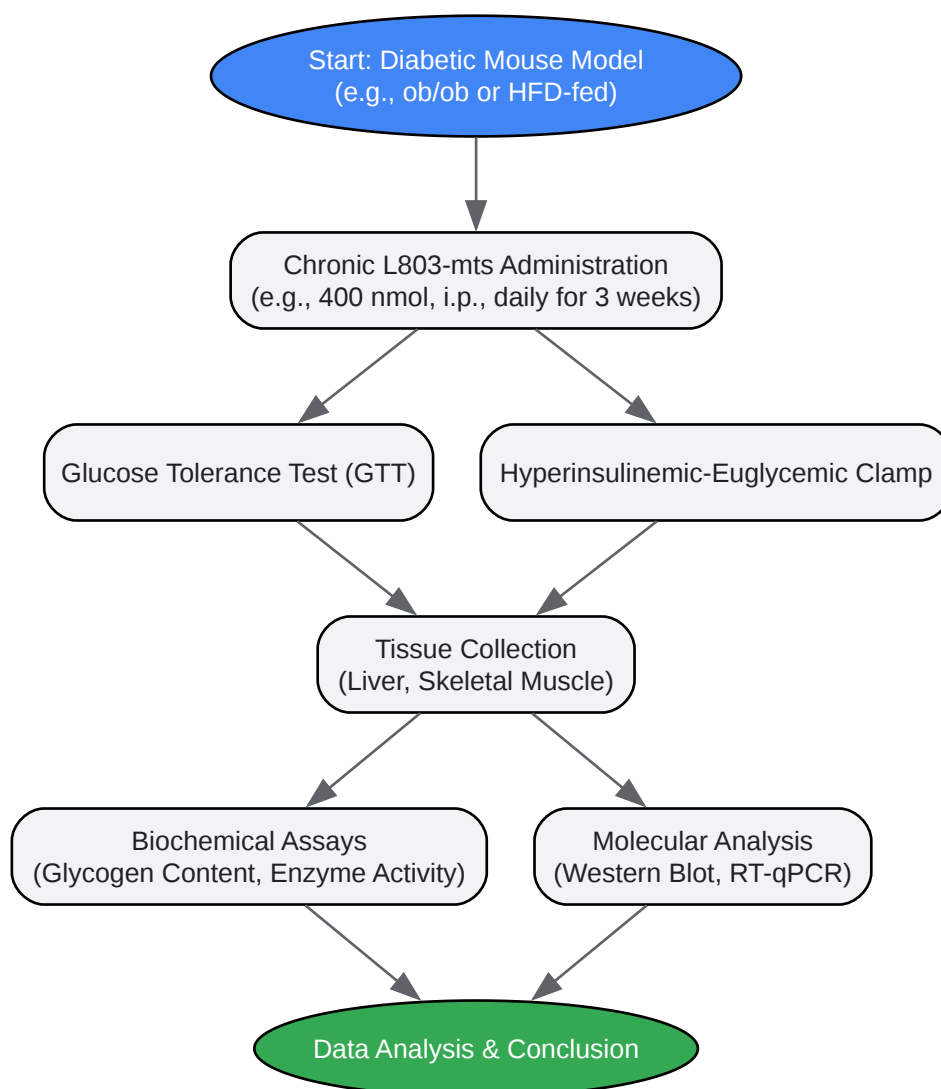 Start: Diabetic Mouse Model
(e.g., ob/ob or HFD-fed)
Chronic L803-mts Administration
(e.g., 400 nmol, i.p., daily for 3 weeks)
Glucose Tolerance Test (GTT)
Hyperinsulinemic-Euglycemic Clamp
Tissue Collection
(Liver, Skeletal Muscle)
Biochemical Assays
(Glycogen Content, Enzyme Activity)
Molecular Analysis
(Western Blot, RT-qPCR)
Data Analysis & Conclusion